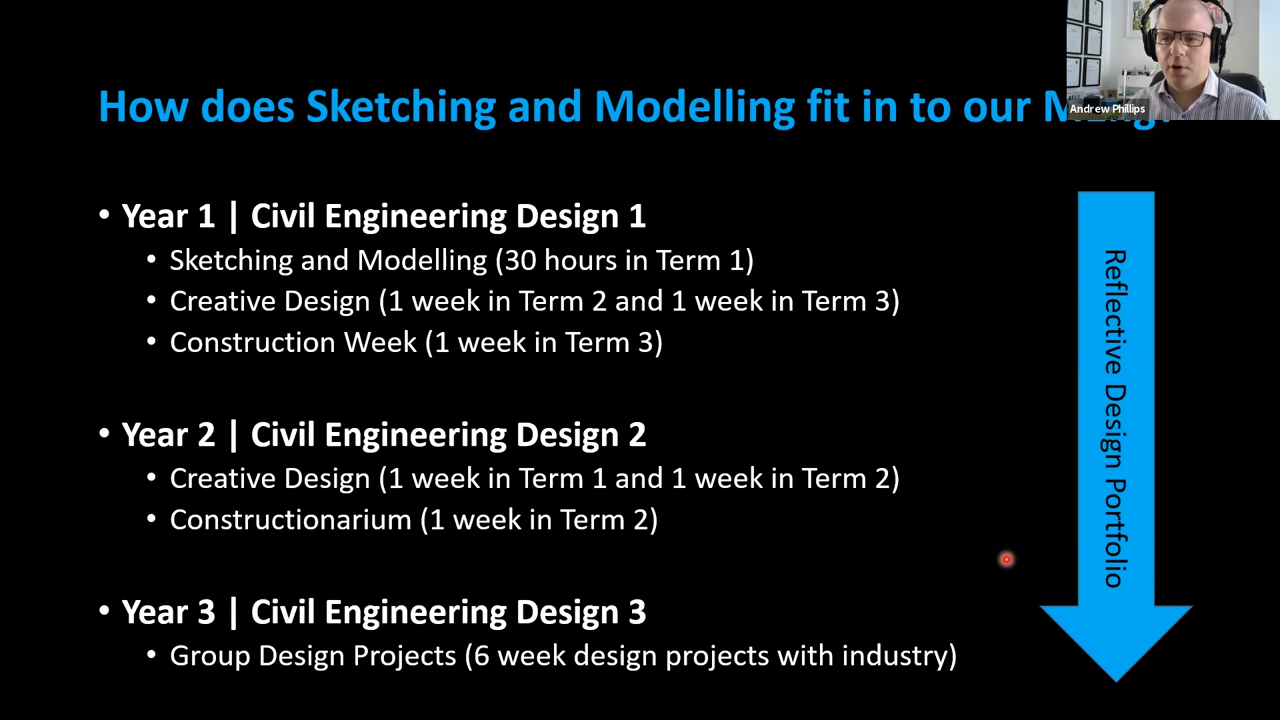 How does Sketching and Modelling fit in to our
Andrew Phillips
• Year 1 | Civil Engineering Design 1
• Sketching and Modelling (30 hours in Term 1)
• Creative Design (1 week in Term 2 and 1 week in Term 3)
• Construction Week (1 week in Term 3)
• Year 2 | Civil Engineering Design 2
• Creative Design (1 week in Term 1 and 1 week in Term 2)
• Constructionarium (1 week in Term 2)
• Year 3 | Civil Engineering Design 3
• Group Design Projects (6 week design projects with industry)
Reflective Design Portfolio